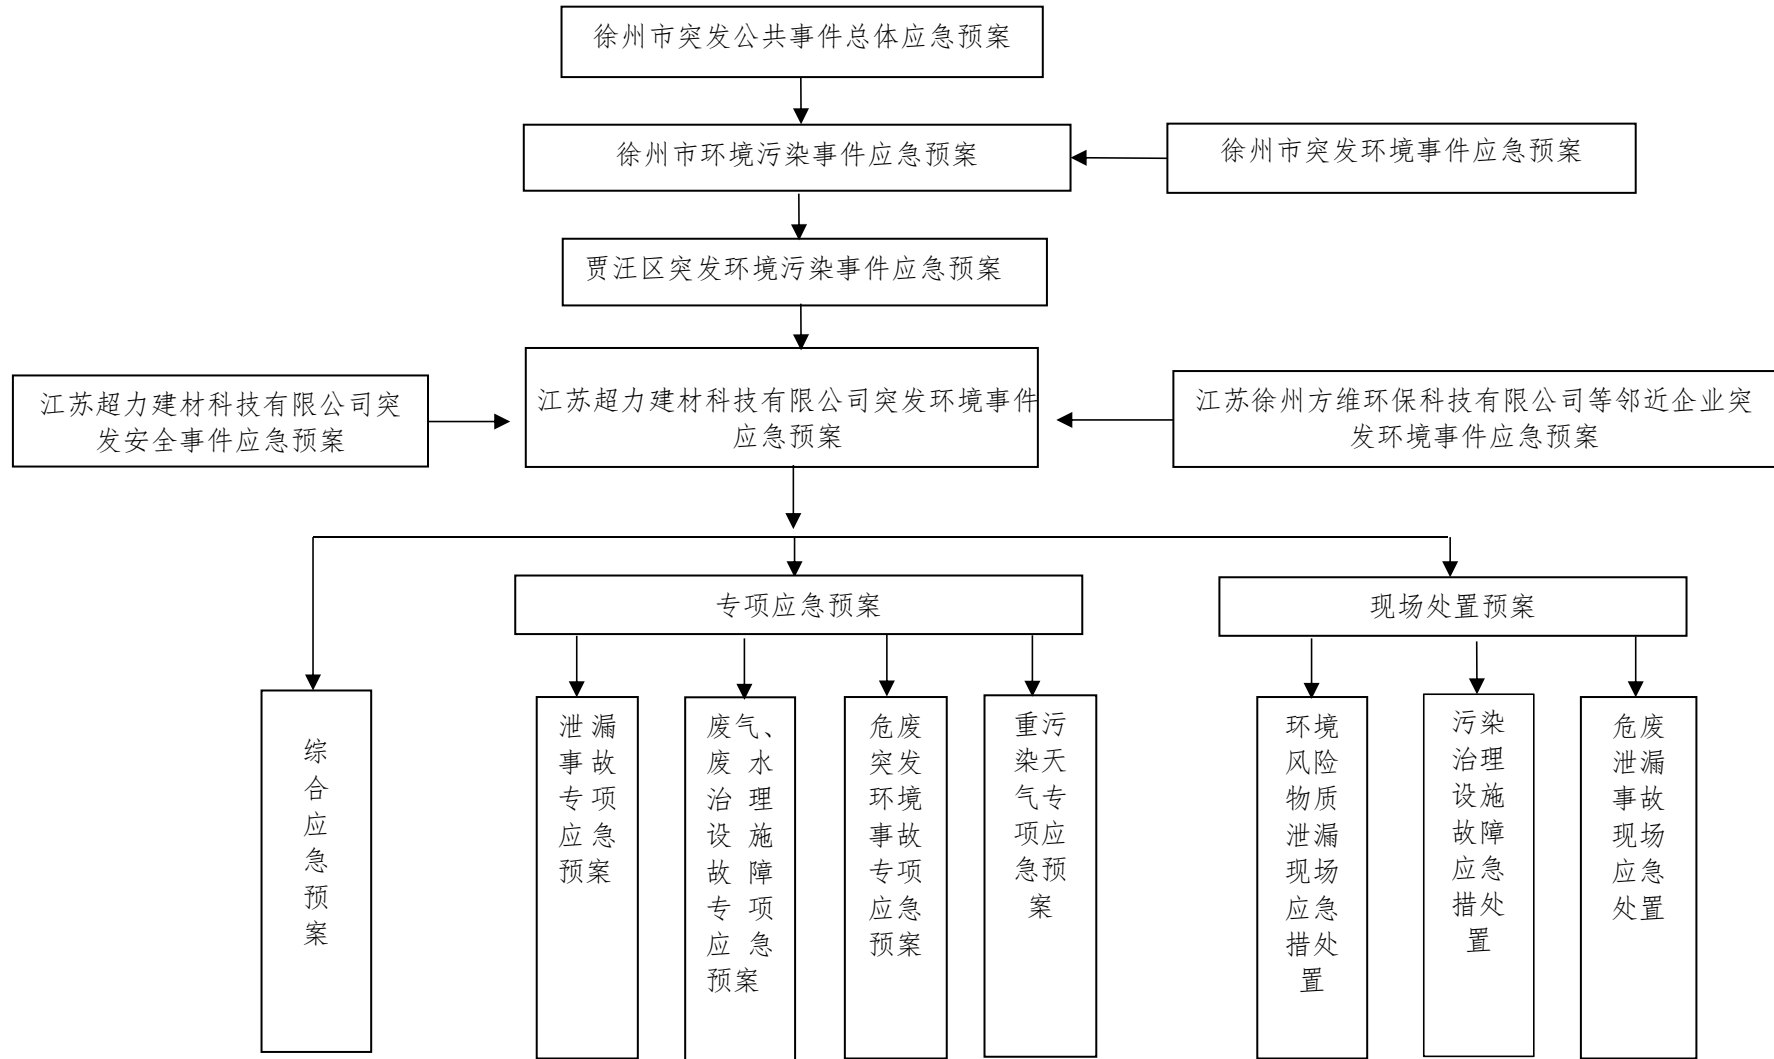 徐州市突发公共事件总体应急预案
徐州市环境污染事件应急预案
徐州市突发环境事件应急预案
贾汪区突发环境污染事件应急预案
江苏超力建材科技有限公司突
发安全事件应急预案
江苏超力建材科技有限公司突发环境事件
应急预案
江苏徐州方维环保科技有限公司等邻近企业突
发环境事件应急预案
专项应急预案
现场处置预案
综
合
应
急
预
案
泄漏
事故
专项
应急
预案
废气、
废水
治理
设施
故障
专项
应急
预案
危废
突发
环境
事故
专项
应急
预案
重污
染天
气专
项应
急预
案
环境
风险
物质
泄漏
现场
应急
措处
置
污染
治理
设施
故障
应急
措处
置
危废
泄漏
事故
现场
应急
处置